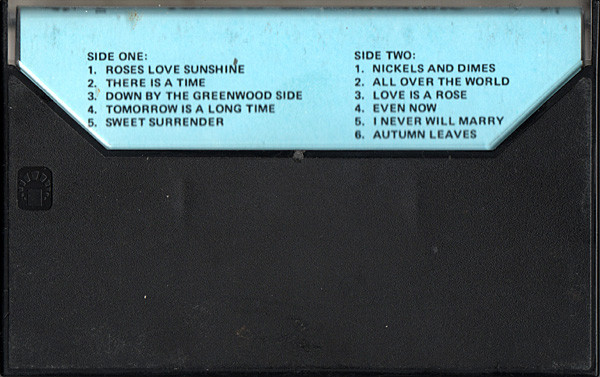 SIDE ONE:
1. ROSES LOVE SUNSHINE
2. THERE IS A TIME
3. DOWN BY THE GREENWOOD SIDE
4. TOMORROW IS A LONG TIME
5. SWEET SURRENDER
SIDE TWO:
1. NICKELS AND DIMES
2. ALL OVER THE WORLD
3. LOVE IS A ROSE
4. EVEN NOW
5. I NEVER WILL MARRY
6. AUTUMN LEAVES